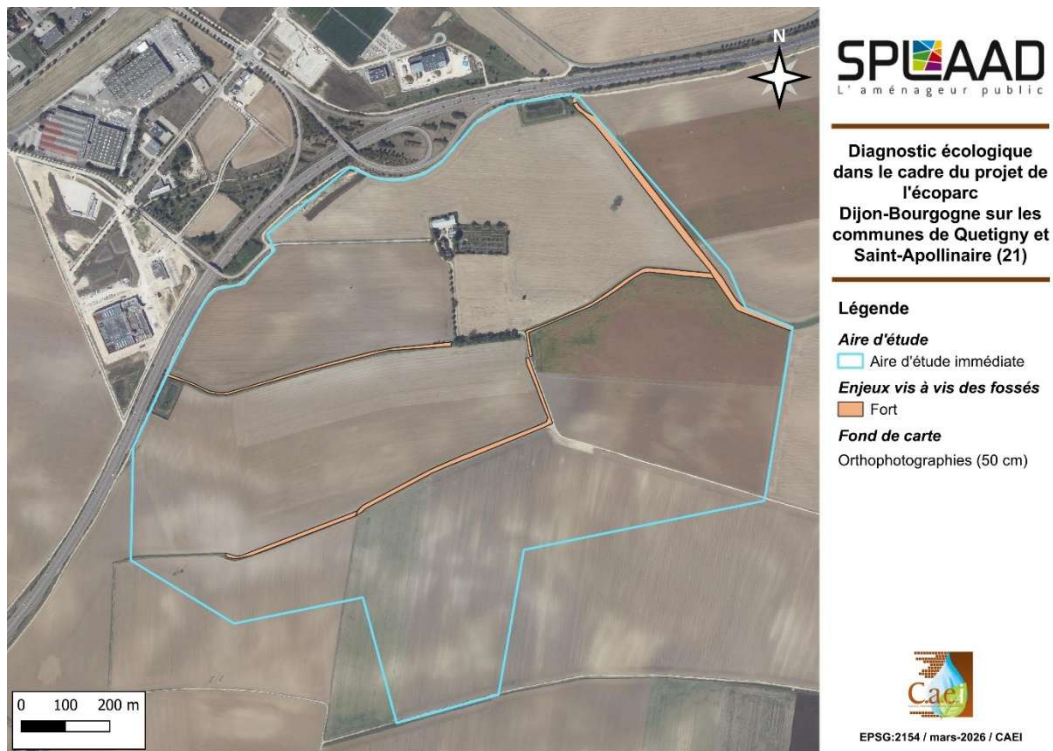 N
SPLAAD
L'aménageur public
Diagnostic écologique
dans le cadre du projet de
l'écoparc
Dijon-Bourgogne sur les
communes de Quetigny et
Saint-Apollinaire (21)
Légende
Aire d'étude
Aire d'étude immédiate
Enjeux vis à vis des fossés
Fort
Fond de carte
Orthophotographies (50 cm)
0 100 200 m
Caei
EPSG:2154 / mars-2026 / CAEI